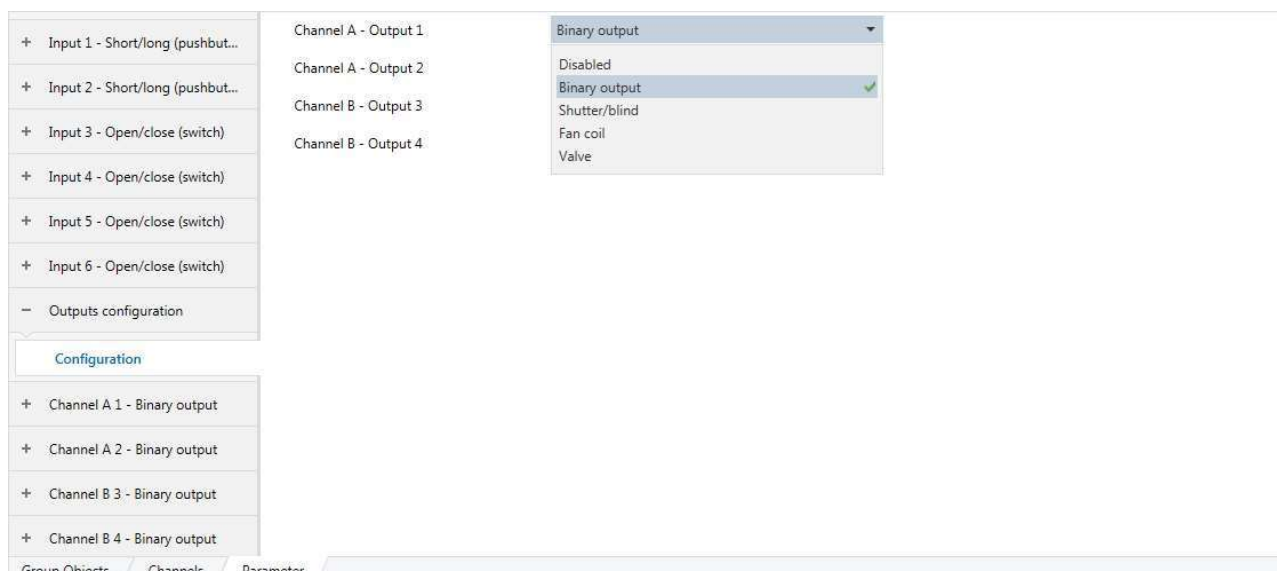 Input 1 - Short/long (pushbut...
Input 2 - Short/long (pushbut...
Input 3 - Open/close (switch)
Input 4 - Open/close (switch)
Input 5 - Open/close (switch)
Input 6 - Open/close (switch)
Outputs configuration
Configuration
Channel A 1 - Binary output
Channel A 2 - Binary output
Channel B 3 - Binary output
Channel B 4 - Binary output
Channel A - Output 1
Binary output
Channel A - Output 2
Channel B - Output 3
Channel B - Output 4
Disabled
Binary output
Shutter/blind
Fan coil
Valve
Group Objects
Channels
Parameter